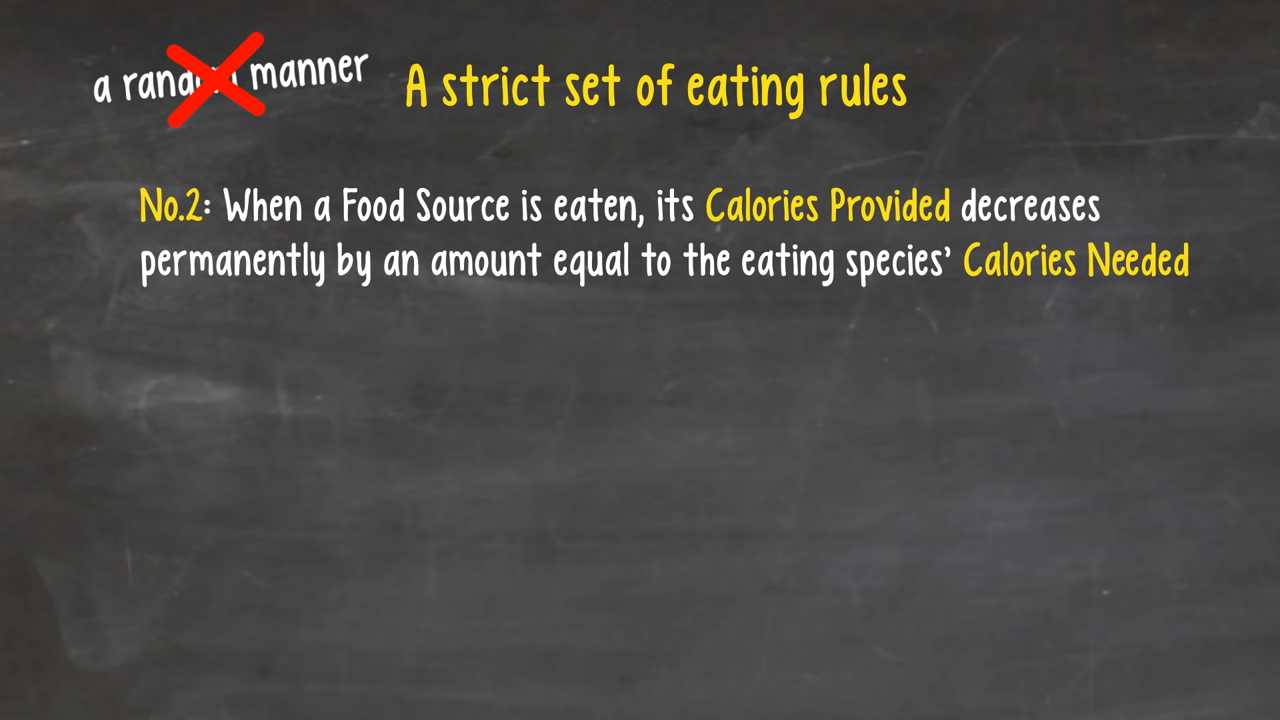 a random manner A strict set of eating rules
No.2: When a Food Source is eaten, its Calories Provided decreases
permanently by an amount equal to the eating species' Calories Needed